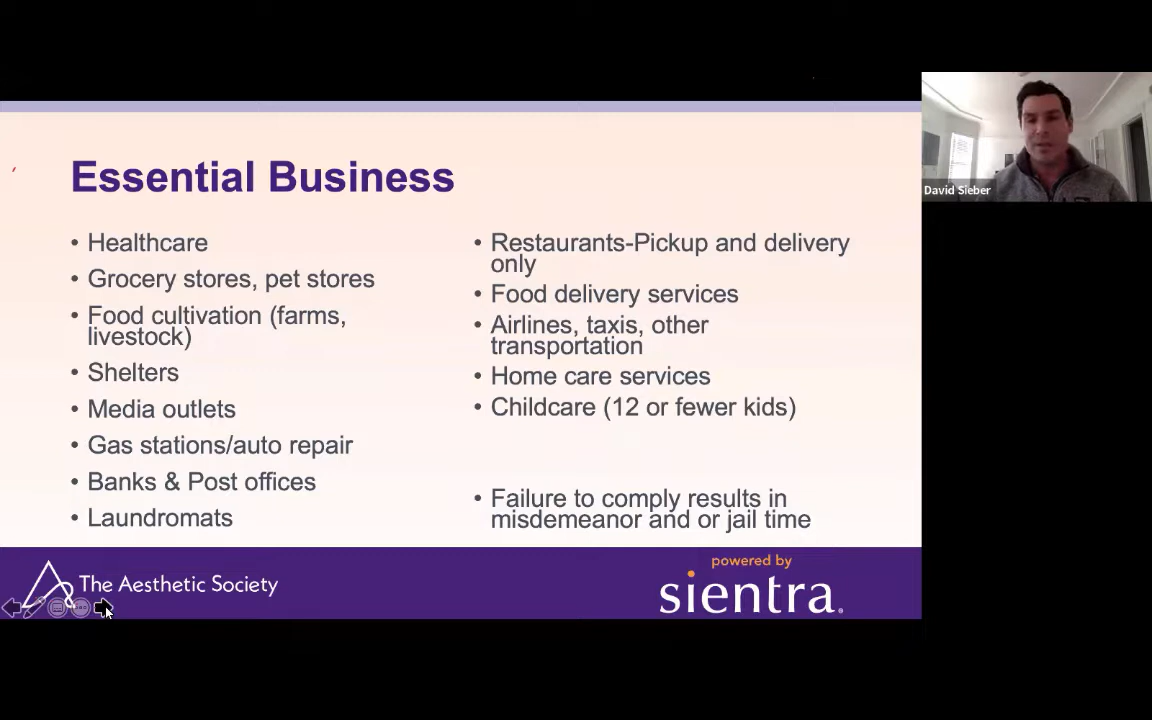 Essential Business
• Healthcare
• Grocery stores, pet stores
• Food cultivation (farms,
livestock)
• Shelters
• Media outlets
• Gas stations/auto repair
• Banks & Post offices
• Laundromats
• Restaurants-Pickup and delivery
only
• Food delivery services
• Airlines, taxis, other
transportation
• Home care services
• Childcare (12 or fewer kids)
• Failure to comply results in
misdemeanor and or jail time
The Aesthetic Society
powered by
sientra.
David Sieber